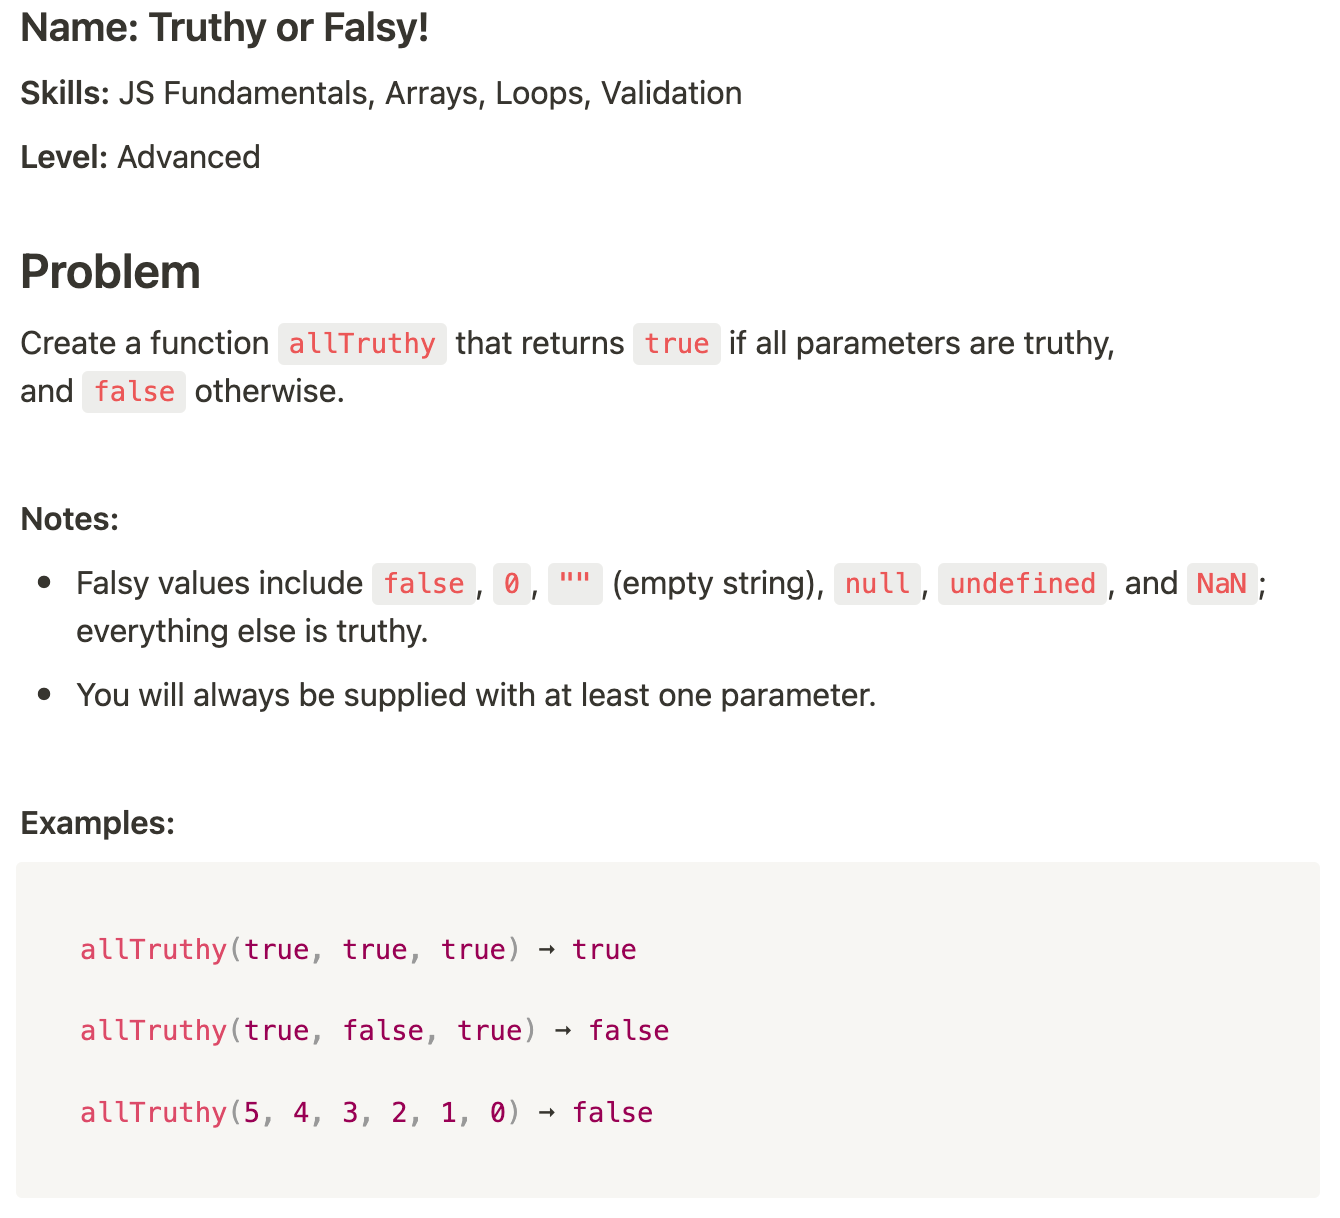 Name: Truthy or Falsy!
Skills: JS Fundamentals, Arrays, Loops, Validation
Level: Advanced
Problem
Create a function allTruthy that returns true if all parameters are truthy,
and false otherwise.
Notes:
• Falsy values include false, 0, "" (empty string), null, undefined, and NaN;
everything else is truthy.
• You will always be supplied with at least one parameter.
Examples:
allTruthy(true, true, true) → true
allTruthy(true, false, true) → false
allTruthy(5, 4, 3, 2, 1, 0) → false